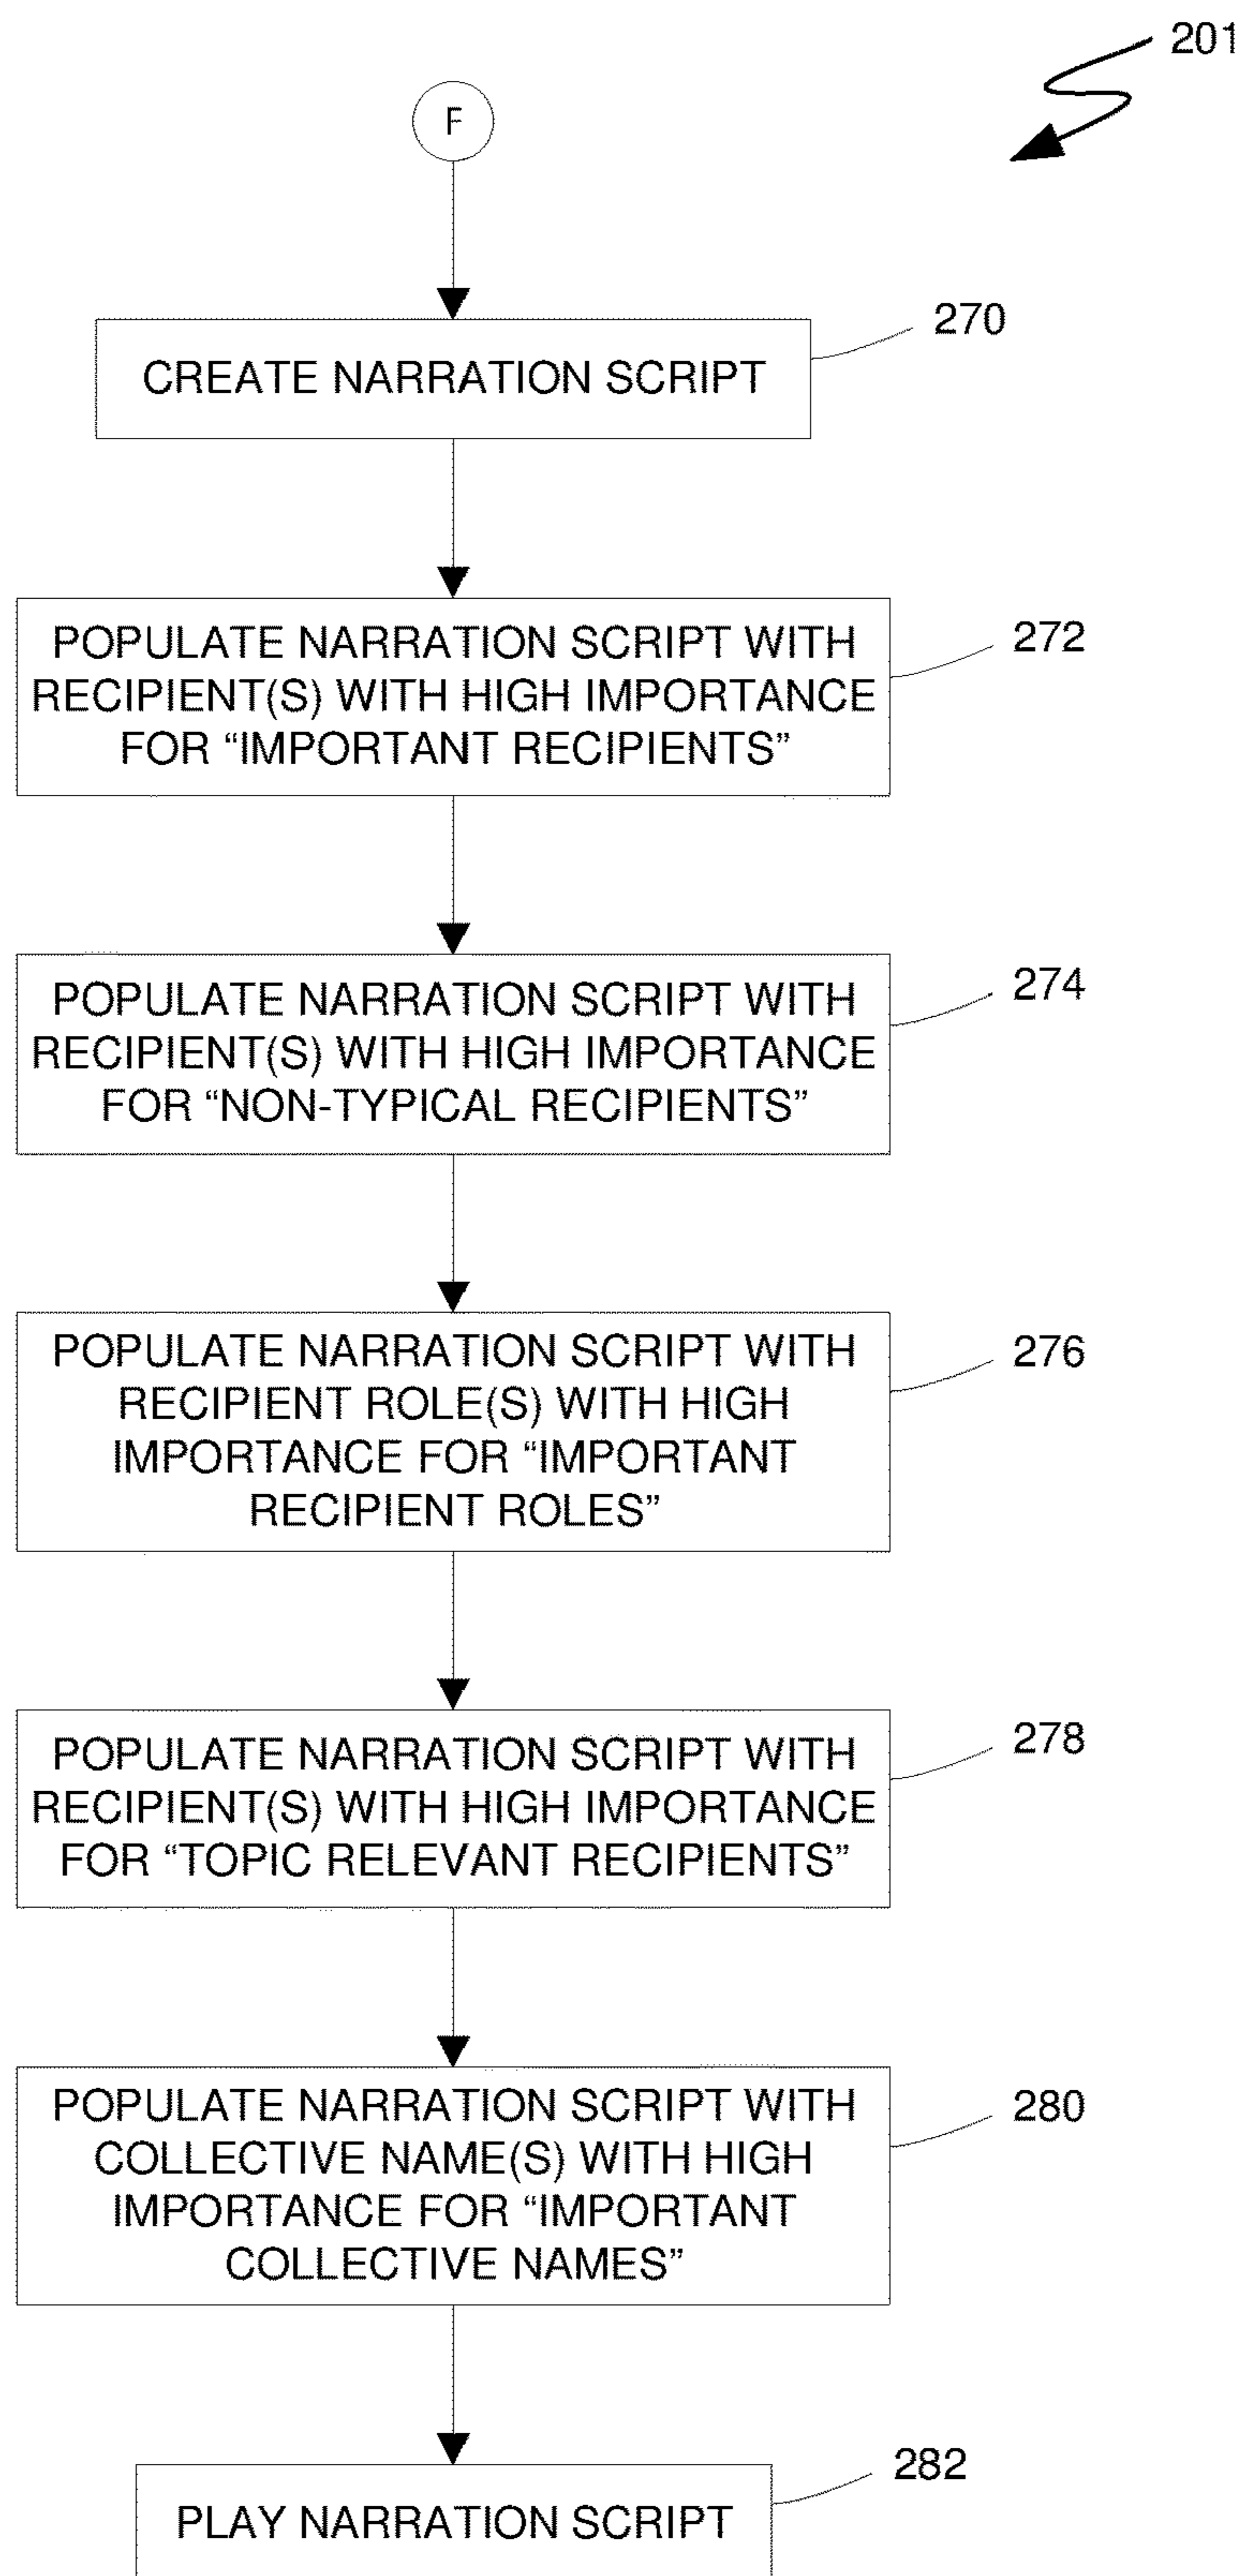 201
F
270
CREATE NARRATION SCRIPT
272
POPULATE NARRATION SCRIPT WITH
RECIPIENT(S) WITH HIGH IMPORTANCE
FOR “IMPORTANT RECIPIENTS”
274
POPULATE NARRATION SCRIPT WITH
RECIPIENT(S) WITH HIGH IMPORTANCE
FOR “NON-TYPICAL RECIPIENTS”
276
POPULATE NARRATION SCRIPT WITH
RECIPIENT ROLE(S) WITH HIGH
IMPORTANCE FOR “IMPORTANT
RECIPIENT ROLES”
278
POPULATE NARRATION SCRIPT WITH
RECIPIENT(S) WITH HIGH IMPORTANCE
FOR “TOPIC RELEVANT RECIPIENTS”
280
POPULATE NARRATION SCRIPT WITH
COLLECTIVE NAME(S) WITH HIGH
IMPORTANCE FOR “IMPORTANT
COLLECTIVE NAMES”
282
PLAY NARRATION SCRIPT